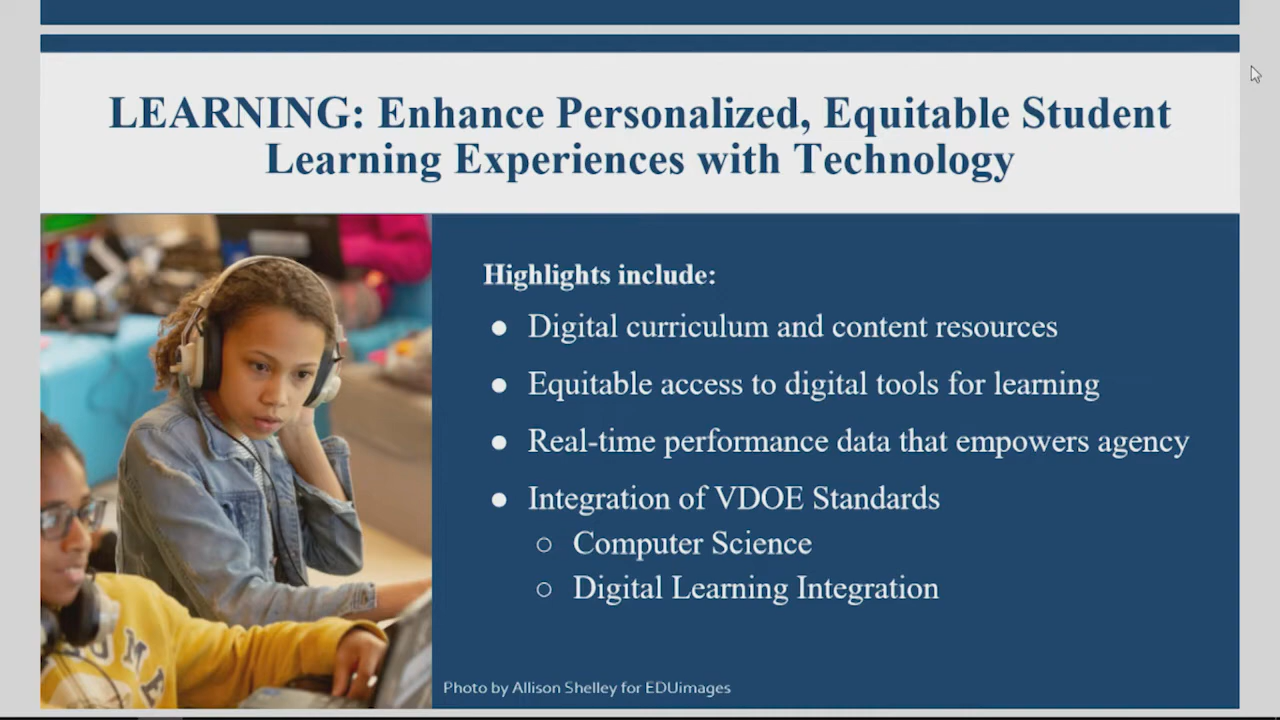 LEARNING: Enhance Personalized, Equitable Student
Learning Experiences with Technology
Highlights include:
● Digital curriculum and content resources
● Equitable access to digital tools for learning
● Real-time performance data that empowers agency
● Integration of VDOE Standards
○ Computer Science
○ Digital Learning Integration
Photo by Allison Shelley for EDUimages